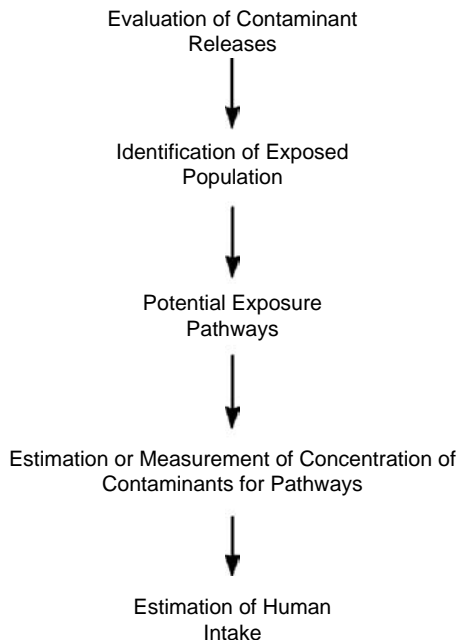 Evaluation of Contaminant
Releases
Identification of Exposed
Population
Potential Exposure
Pathways
Estimation or Measurement of Concentration of
Contaminants for Pathways
Estimation of Human
Intake